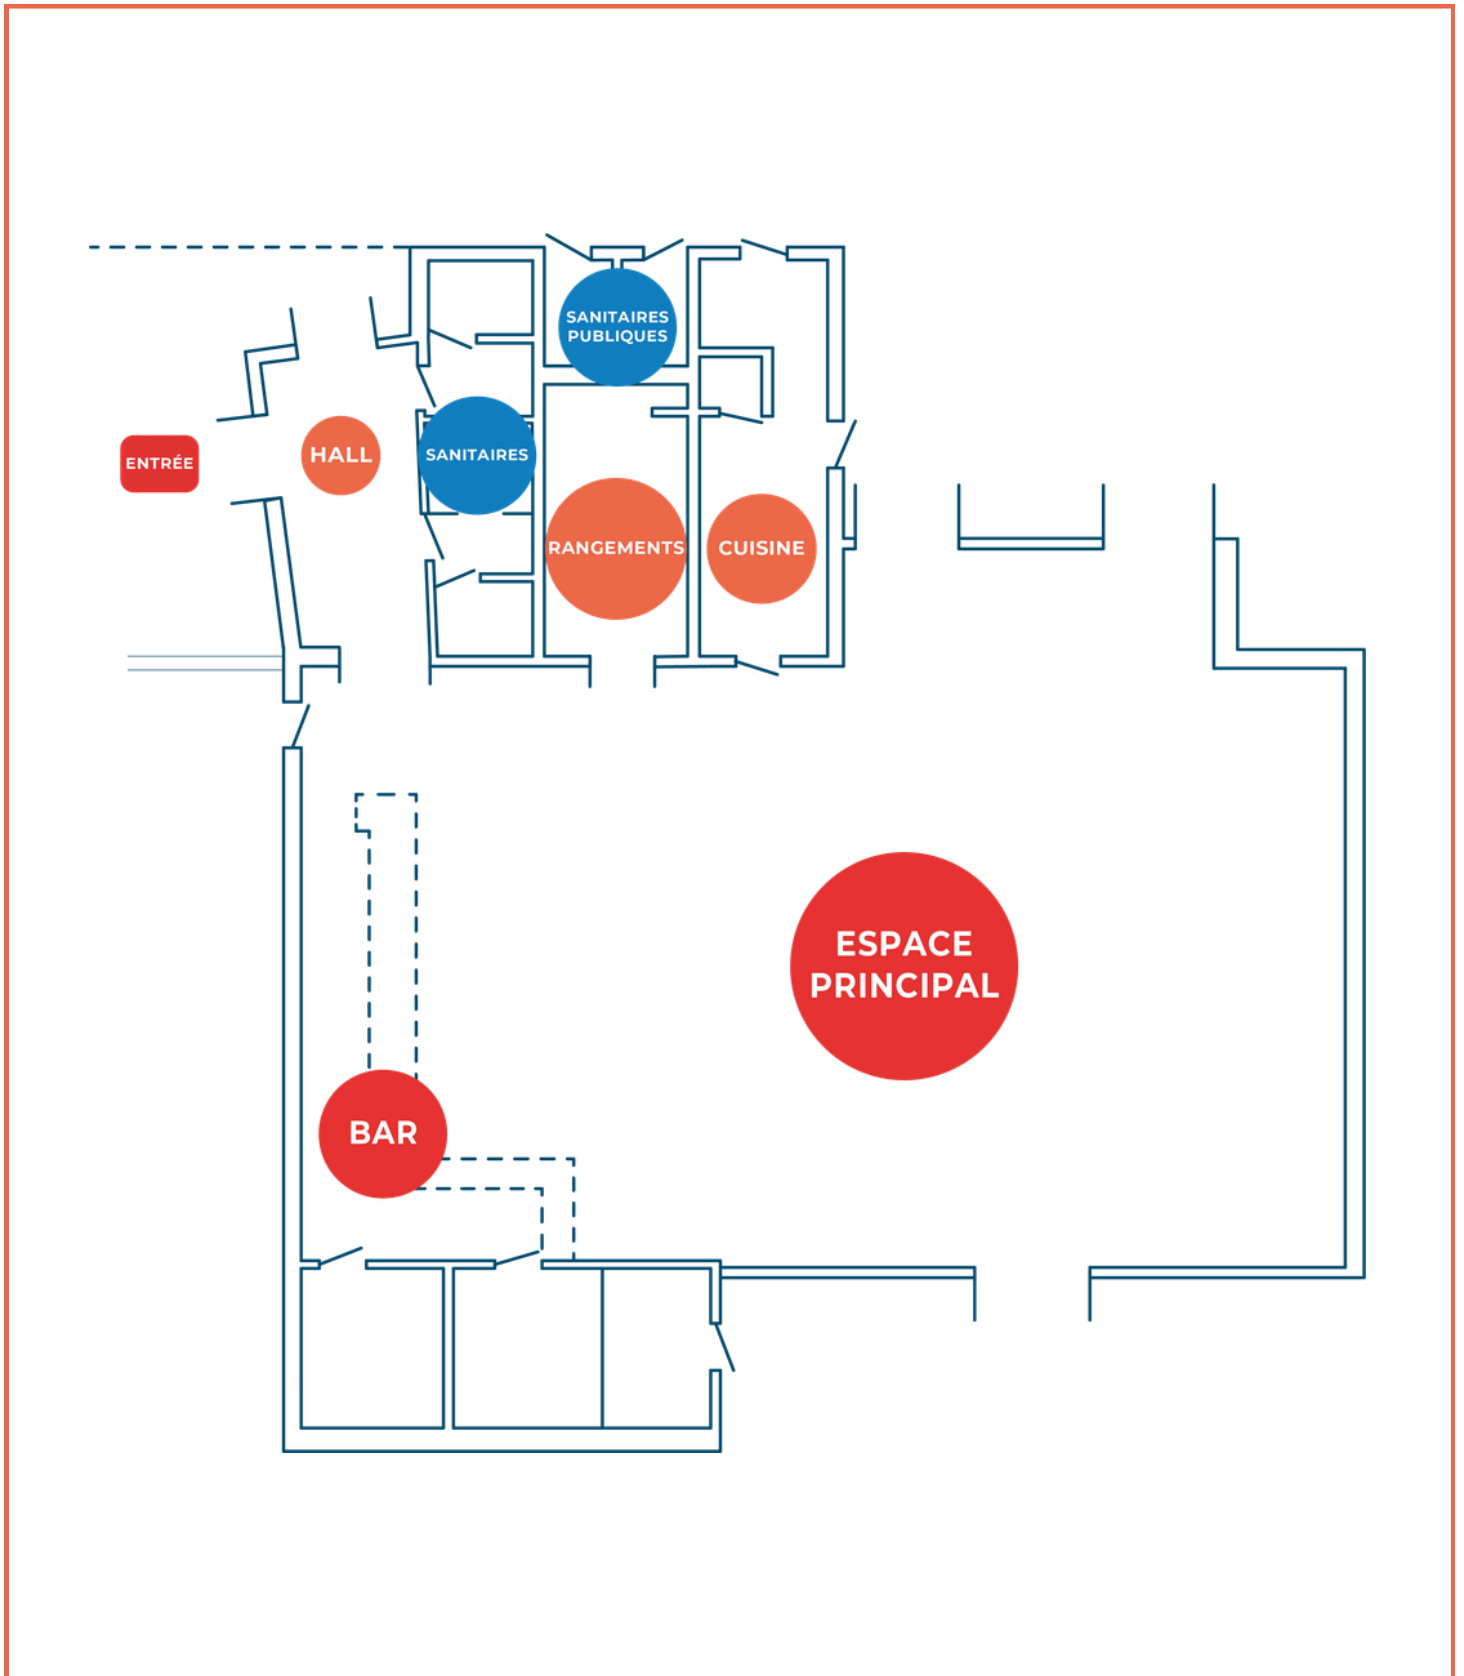 SANITAIRES
PUBLIQUES
ENTRÉE
HALL
SANITAIRES
RANGEMENTS
CUISINE
ESPACE
PRINCIPAL
BAR